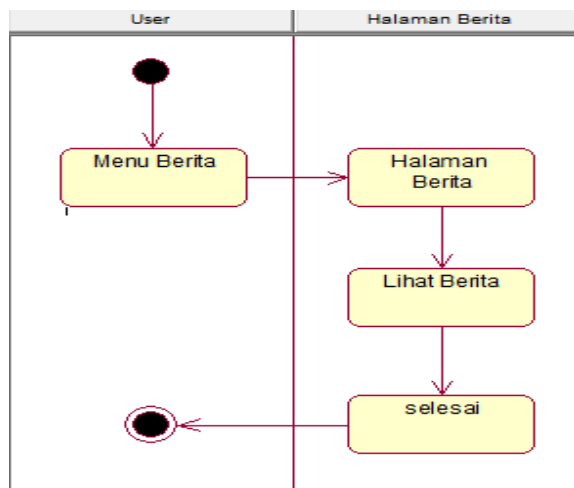 User
Halaman Berita
Menu Berita
Halaman
Berita
Lihat Berita
selesai